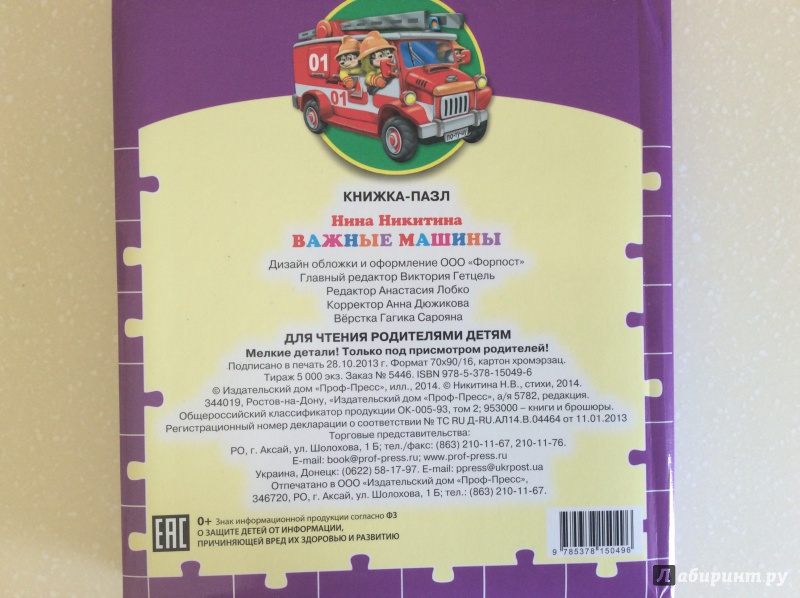 01
01
КНИЖКА-ПАЗЛ
Нина Никитина
ВАЖНЫЕ МАШИНЫ
Дизайн обложки и оформление ООО «Форпост»
Главный редактор Виктория Гетцель
Редактор Анастасия Лобко
Корректор Анна Дюжикова
Вёрстка Гагика Сарояна
ДЛЯ ЧТЕНИЯ РОДИТЕЛЯМИ ДЕТЯМ
Мелкие детали! Только под присмотром родителей!
Подписано в печать 28.10.2013 г. Формат 70х90/16, картон хромэрзац.
Тираж 5 000 экз. Заказ № 5446. ISBN 978-5-378-15049-6
© Издательский дом «Проф-Пресс», илл., 2014. © Никитина Н.В., стихи, 2014.
344019, Ростов-на-Дону, «Издательский дом «Проф-Пресс», а/я 5782, редакция.
Общероссийский классификатор продукции ОК-005-93, том 2; 953000 – книги и брошюры.
Регистрационный номер декларации о соответствии № ТС RU Д-RU.АЛ14.В.04464 от 11.01.2013
Торговые представительства:
РО, г. Аксай, ул. Шолохова, 1 Б; тел./факс: (863) 210-11-67, 210-11-76.
E-mail: book@prof-press.ru; www.prof-press.ru
Украина, Донецк: (0622) 58-17-97. E-mail: ppress@ukrpost.ua
Отпечатано в ООО «Издательский дом «Проф-Пресс»,
346720, РО, г. Аксай, ул. Шолохова, 1 Б; тел.: (863) 210-11-67.
ЕАС
0+ Знак информационной продукции согласно ФЗ
О ЗАЩИТЕ ДЕТЕЙ ОТ ИНФОРМАЦИИ,
ПРИЧИНЯЮЩЕЙ ВРЕД ИХ ЗДОРОВЬЮ И РАЗВИТИЮ
9 785378 150496
Лабиринт.ру